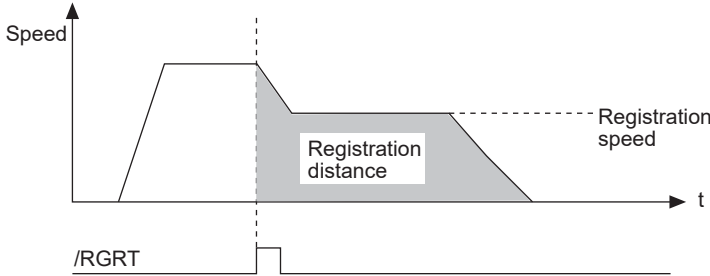 Speed
Registration
speed
Registration
distance
t
/RGRT